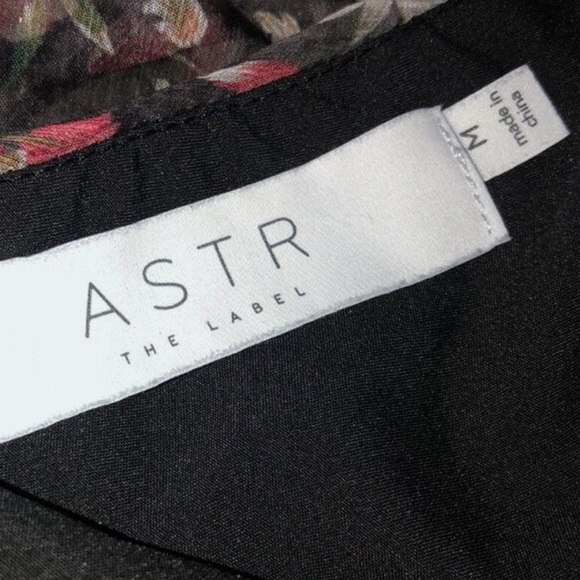 ASTR
THE LABEL
M
made in
china